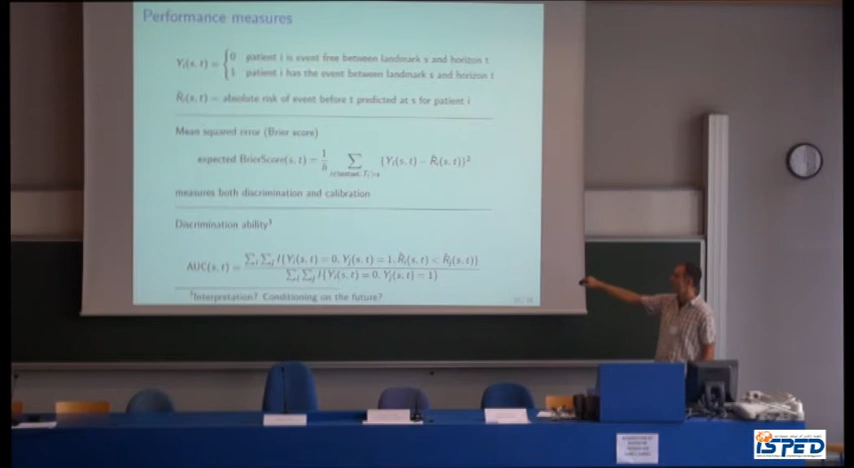 Performance measures
Yᵢ(s, t) = { 0 patient i is event free between landmark s and horizon t
1 patient i has the event between landmark s and horizon t
R̂ᵢ(s, t) = absolute risk of event before t predicted at s for patient i
Mean squared error (Brier score)
expected BrierScore(s, t) = 1/n ∑ {Yᵢ(s, t) − R̂ᵢ(s, t)}²
measures both discrimination and calibration
Discrimination ability³
AUC(s, t) = ∑ᵢ ∑ⱼ I{Yᵢ(s, t) = 0, Yⱼ(s, t) = 1, R̂ᵢ(s, t) < R̂ⱼ(s, t)}
∑ᵢ ∑ⱼ I{Yᵢ(s, t) = 0, Yⱼ(s, t) = 1}
³Interpretation? Conditioning on the future?
ISPED